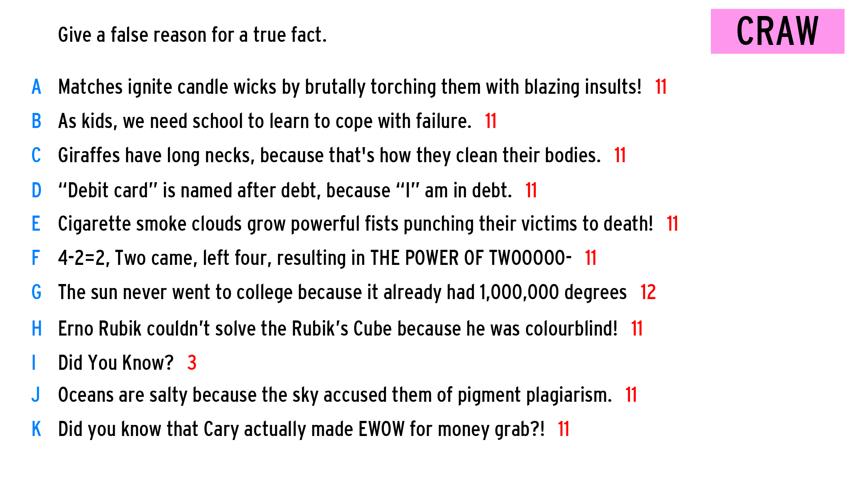 Give a false reason for a true fact.
CRAW
A Matches ignite candle wicks by brutally torching them with blazing insults! 11
B As kids, we need school to learn to cope with failure. 11
C Giraffes have long necks, because that's how they clean their bodies. 11
D “Debit card” is named after debt, because “I” am in debt. 11
E Cigarette smoke clouds grow powerful fists punching their victims to death! 11
F 4-2=2, Two came, left four, resulting in THE POWER OF TWOOOOO- 11
G The sun never went to college because it already had 1,000,000 degrees 12
H Erno Rubik couldn’t solve the Rubik’s Cube because he was colourblind! 11
I Did You Know? 3
J Oceans are salty because the sky accused them of pigment plagiarism. 11
K Did you know that Cary actually made EWOW for money grab?! 11